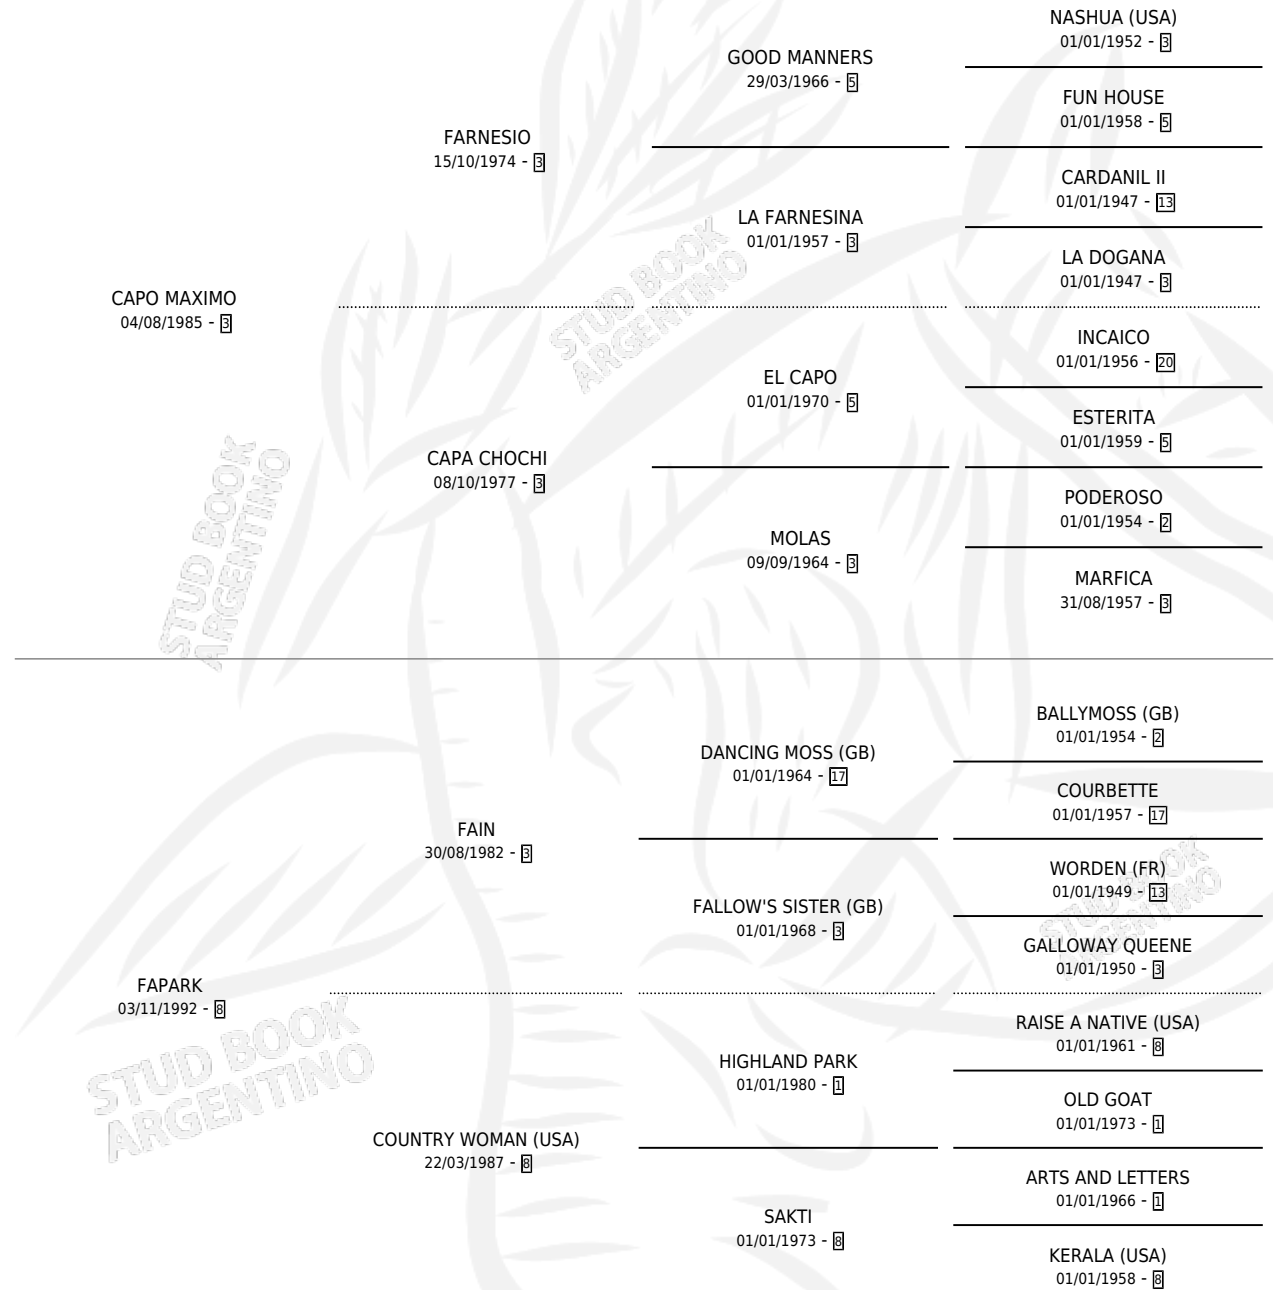 NASHUA (USA)
01/01/1952 - 3
GOOD MANNERS
29/03/1966 - 5
FUN HOUSE
01/01/1958 - 5
FARNESIO
15/10/1974 - 3
CARDANIL II
01/01/1947 - 13
LA FARNESINA
01/01/1957 - 3
LA DOGANA
01/01/1947 - 3
CAPO MAXIMO
04/08/1985 - 3
STUD BOOK
ARGENTINO
INCAICO
01/01/1956 - 20
EL CAPO
01/01/1970 - 5
ESTERITA
01/01/1959 - 5
CAPA CHOCHI
08/10/1977 - 3
PODEROSO
01/01/1954 - 2
MOLAS
09/09/1964 - 3
MARFICA
31/08/1957 - 3
STUD BOOK
ARGENTINO
BALLYMOSS (GB)
01/01/1954 - 2
DANCING MOSS (GB)
01/01/1964 - 17
COURBETTE
01/01/1957 - 17
FAIN
30/08/1982 - 3
WORDEN (FR)
01/01/1949 - 13
STUD BOOK
ARGENTINO
FALLOW'S SISTER (GB)
01/01/1968 - 3
GALLOWAY QUEENE
01/01/1950 - 3
FAPARK
03/11/1992 - 8
STUD BOOK
ARGENTINO
RAISE A NATIVE (USA)
01/01/1961 - 8
HIGHLAND PARK
01/01/1980 - 1
OLD GOAT
01/01/1973 - 1
COUNTRY WOMAN (USA)
22/03/1987 - 8
ARTS AND LETTERS
01/01/1966 - 1
SAKTI
01/01/1973 - 8
KERALA (USA)
01/01/1958 - 8